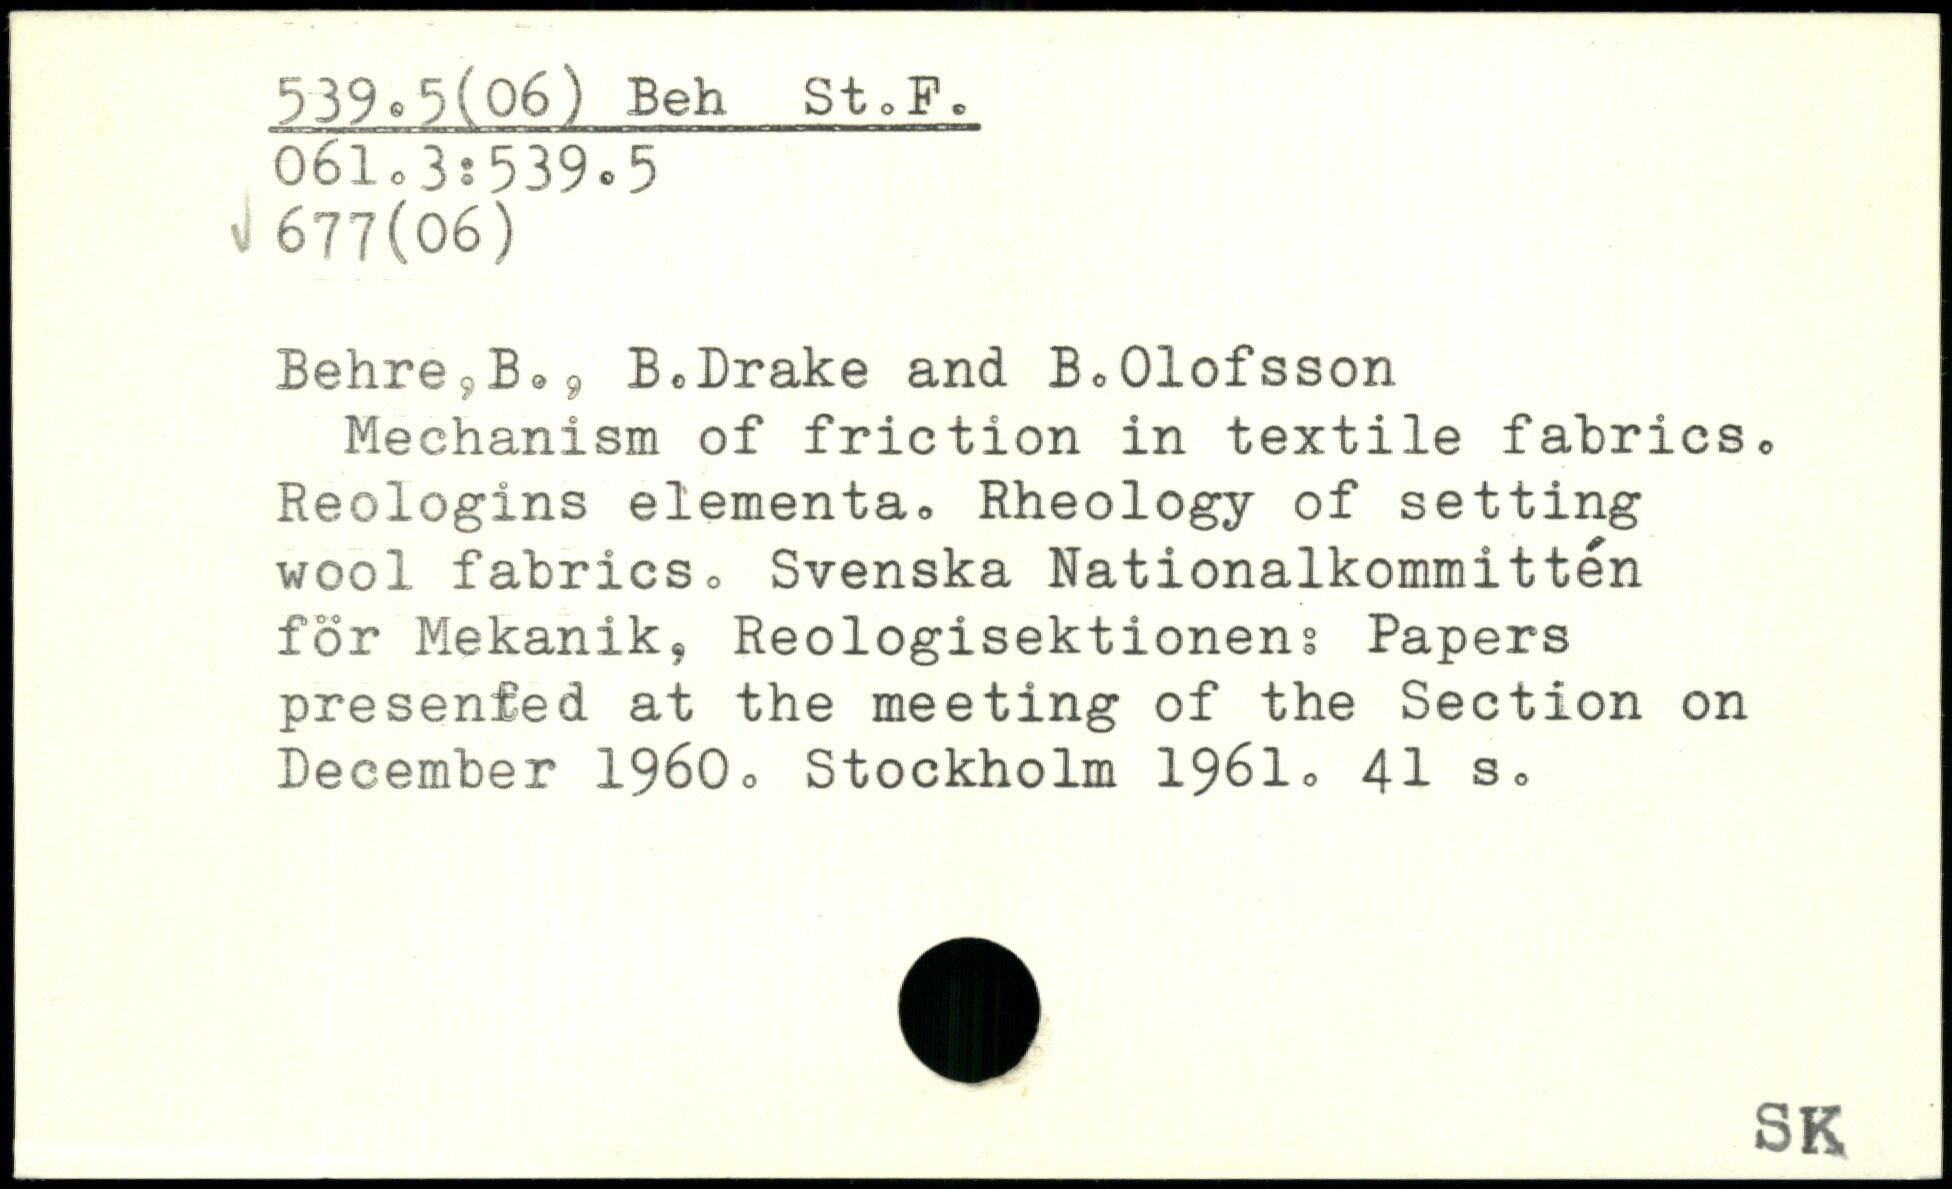 539.5(06) Beh St.F.
061.3:539.5
✓ 677(06)
Behre,B., B.Drake and B.Olofsson
Mechanism of friction in textile fabrics.
Reologins elementa. Rheology of setting
wool fabrics. Svenska Nationalkommittén
för Mekanik, Reologisektionen: Papers
presented at the meeting of the Section on
December 1960. Stockholm 1961. 41 s.
SK